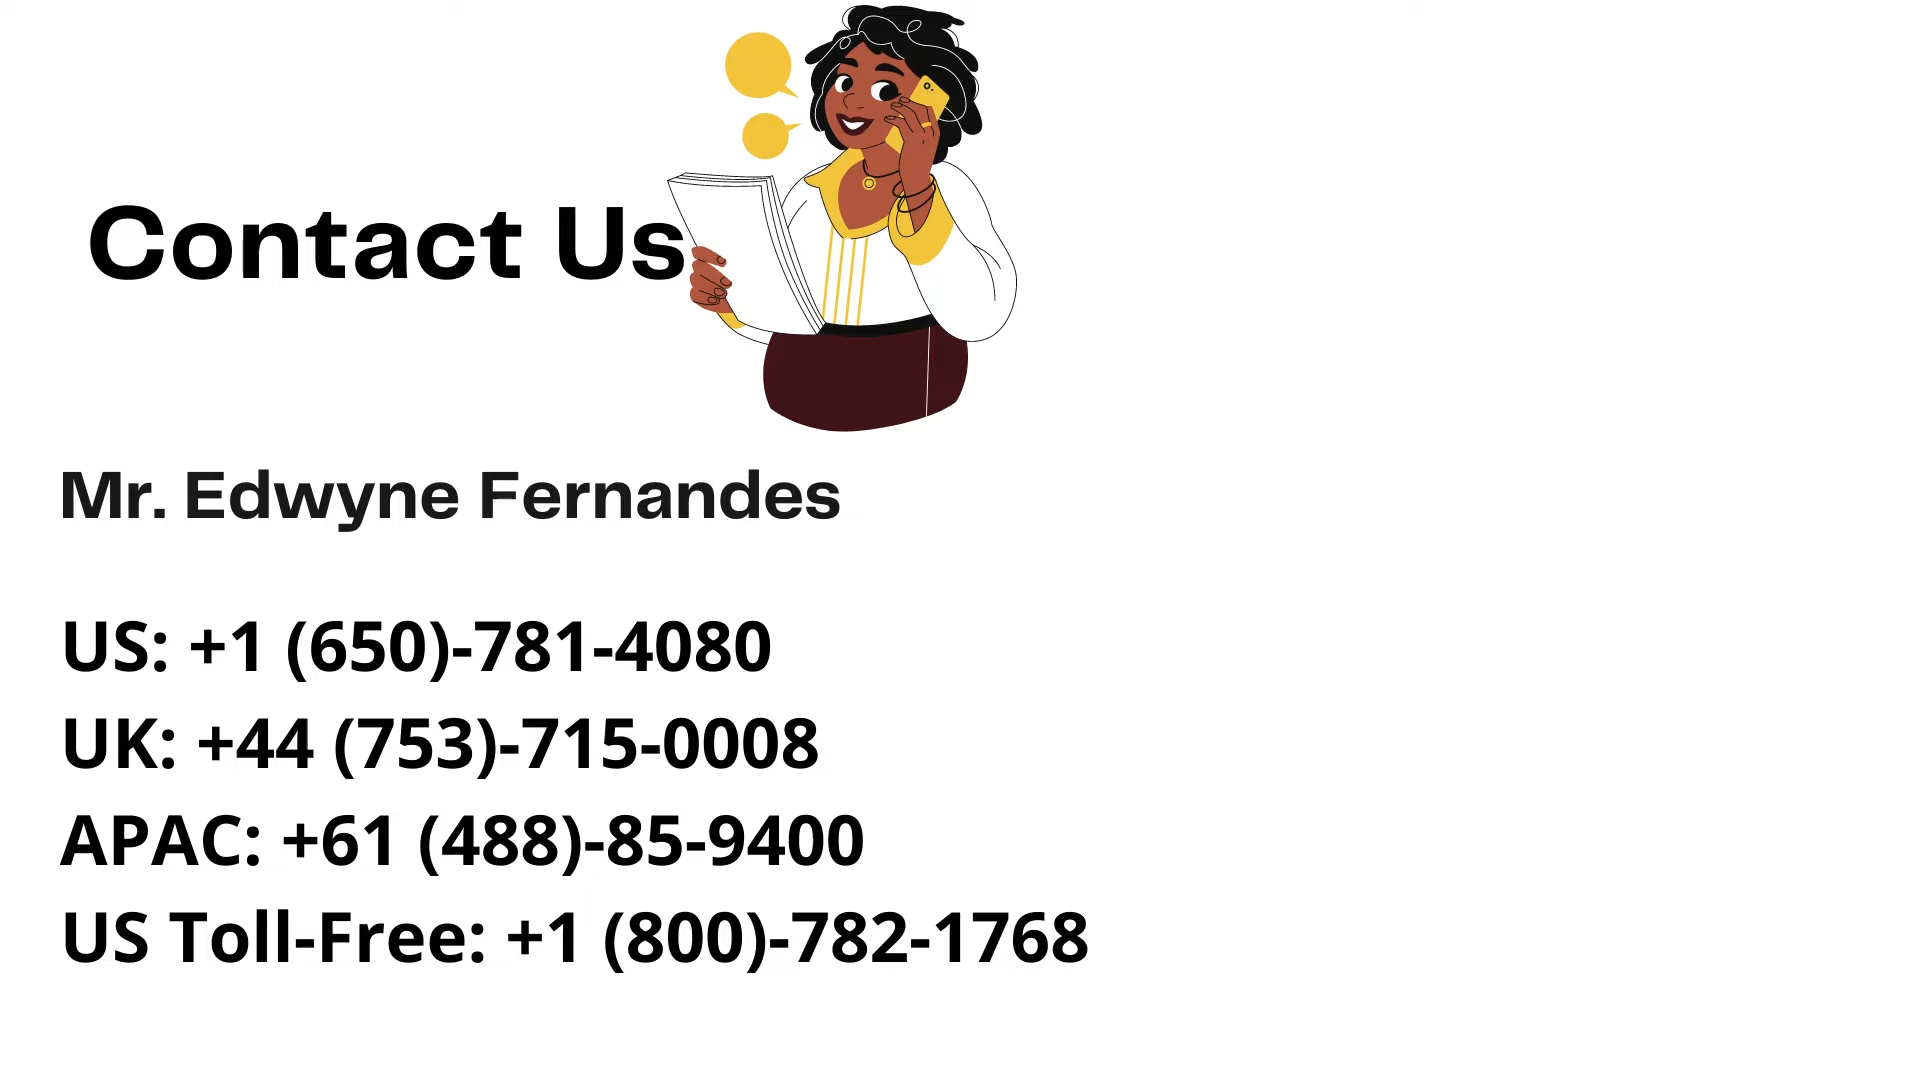 Contact Us
Mr. Edwyne Fernandes
US: +1 (650)-781-4080
UK: +44 (753)-715-0008
APAC: +61 (488)-85-9400
US Toll-Free: +1 (800)-782-1768